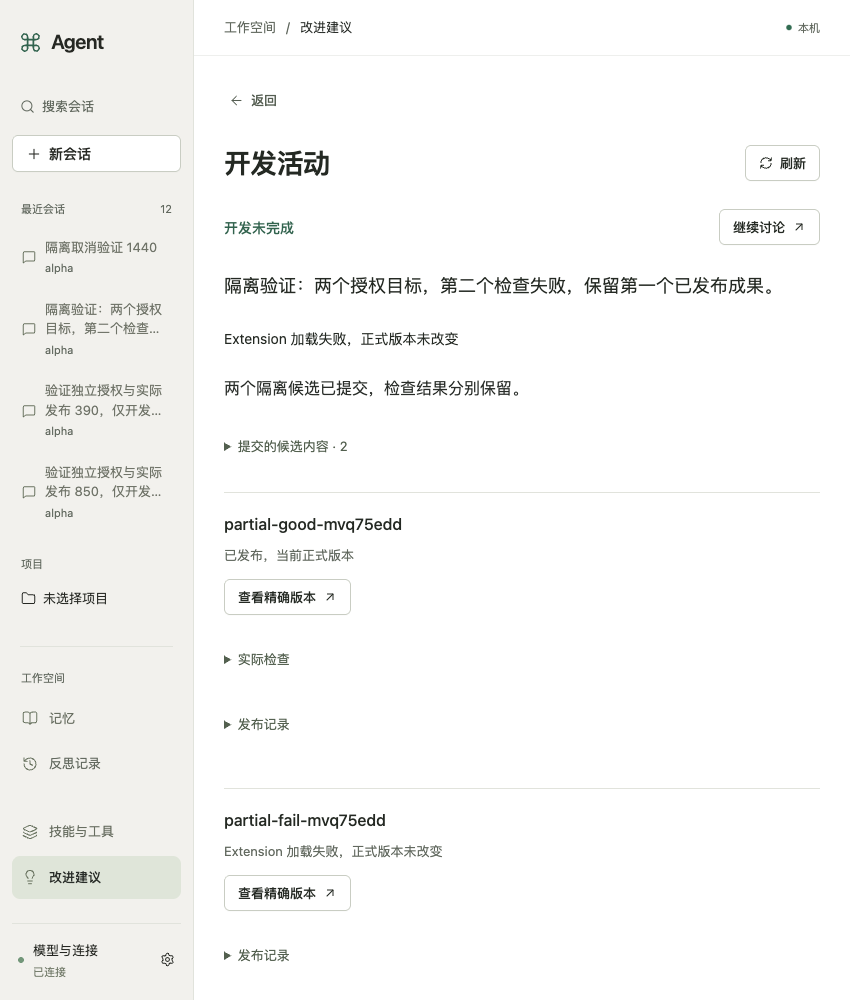 Agent
搜索会话
新会话
最近会话 12
隔离取消验证 1440
alpha
隔离验证：两个授权
目标，第二个检查...
alpha
验证独立授权与实际
发布 390，仅开发...
alpha
验证独立授权与实际
发布 850，仅开发...
alpha
项目
未选择项目
工作空间
记忆
反思记录
技能与工具
改进建议
模型与连接
已连接
工作空间 / 改进建议
本机
返回
开发活动
刷新
开发未完成
继续讨论
隔离验证：两个授权目标，第二个检查失败，保留第一个已发布成果。
Extension 加载失败，正式版本未改变
两个隔离候选已提交，检查结果分别保留。
提交的候选内容 · 2
partial-good-mvq75edd
已发布，当前正式版本
查看精确版本
实际检查
发布记录
partial-fail-mvq75edd
Extension 加载失败，正式版本未改变
查看精确版本
发布记录